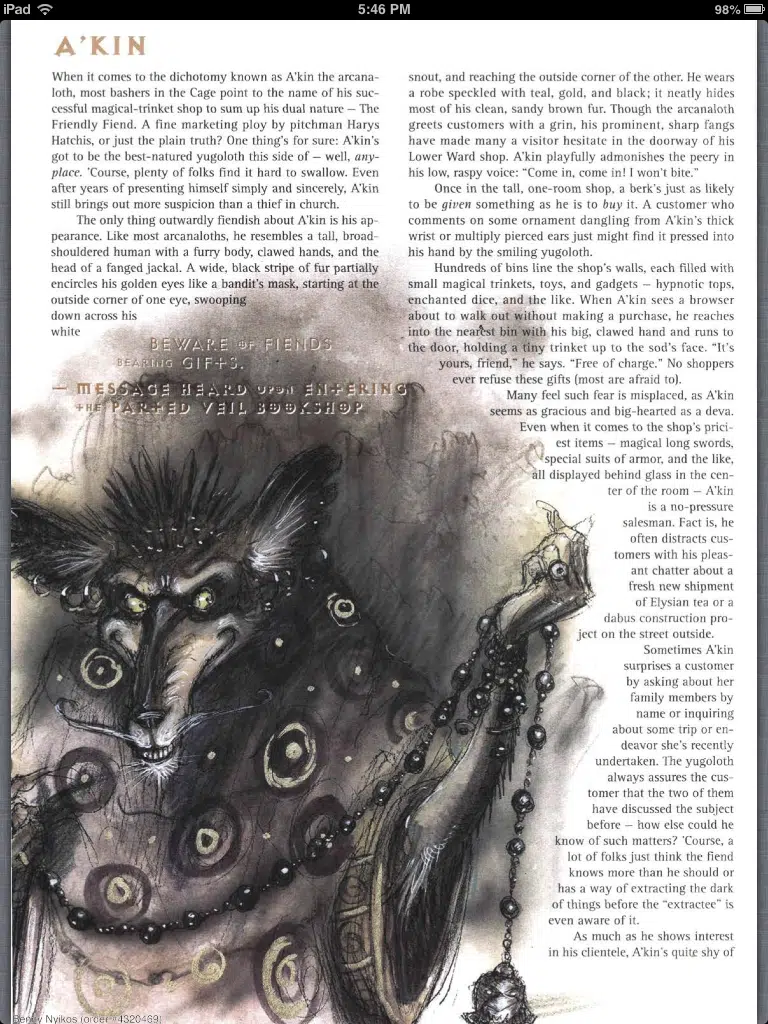 iPad
5:46 PM
98%
A'KIN
When it comes to the dichotomy known as A'kin the arcana-
loth, most bashers in the Cage point to the name of his suc-
cessful magical-trinket shop to sum up his dual nature — The
Friendly Fiend. A fine marketing ploy by pitchman Harys
Hatchis, or just the plain truth? One thing's for sure: A'kin's
got to be the best-natured yugoloth this side of — well, any-
place. 'Course, plenty of folks find it hard to swallow. Even
after years of presenting himself simply and sincerely, A'kin
still brings out more suspicion than a thief in church.
The only thing outwardly fiendish about A'kin is his ap-
pearance. Like most arcanaloths, he resembles a tall, broad-
shouldered human with a furry body, clawed hands, and the
head of a fanged jackal. A wide, black stripe of fur partially
encircles his golden eyes like a bandit's mask, starting at the
outside corner of one eye, swooping
down across his
white
BEWARE OF FIENDS
BEARING GIFTS.
— MESSAGE HEARD UPON ENTERING
THE PARTED VEIL BOOKSHOP
snout, and reaching the outside corner of the other. He wears
a robe speckled with teal, gold, and black; it neatly hides
most of his clean, sandy brown fur. Though the arcanaloth
greets customers with a grin, his prominent, sharp fangs
have made many a visitor hesitate in the doorway of his
Lower Ward shop. A'kin playfully admonishes the peery in
his low, raspy voice: "Come in, come in! I won't bite."
Once in the tall, one-room shop, a berk's just as likely
to be given something as he is to buy it. A customer who
comments on some ornament dangling from A'kin's thick
wrist or multiply pierced ears just might find it pressed into
his hand by the smiling yugoloth.
Hundreds of bins line the shop's walls, each filled with
small magical trinkets, toys, and gadgets — hypnotic tops,
enchanted dice, and the like. When A'kin sees a browser
about to walk out without making a purchase, he reaches
into the nearest bin with his big, clawed hand and runs to
the door, holding a tiny trinket up to the sod's face. "It's
yours, friend," he says. "Free of charge." No shoppers
ever refuse these gifts (most are afraid to).
Many feel such fear is misplaced, as A'kin
seems as gracious and big-hearted as a deva.
Even when it comes to the shop's prici-
est items — magical long swords,
special suits of armor, and the like,
all displayed behind glass in the cen-
ter of the room — A'kin
is a no-pressure
salesman. Fact is, he
often distracts cus-
tomers with his pleas-
ant chatter about a
fresh new shipment
of Elysian tea or a
dabus construction pro-
ject on the street outside.
Sometimes A'kin
surprises a customer
by asking about her
family members by
name or inquiring
about some trip or en-
deavor she's recently
undertaken. The yugoloth
always assures the cus-
tomer that the two of them
have discussed the subject
before — how else could he
know of such matters? 'Course, a
lot of folks just think the fiend
knows more than he should or
has a way of extracting the dark
of things before the "extractee" is
even aware of it.
As much as he shows interest
in his clientele, A'kin's quite shy of
Bency Nyikos (order #4320469)